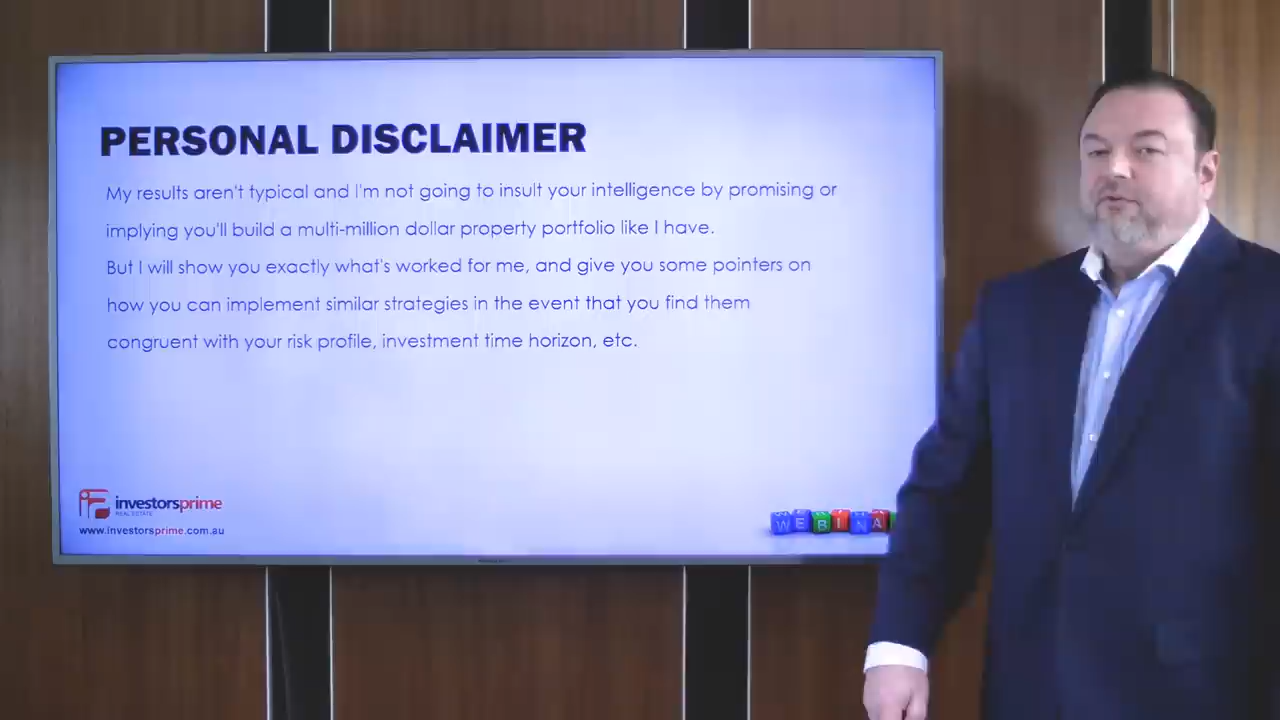 PERSONAL DISCLAIMER
My results aren't typical and I'm not going to insult your intelligence by promising or
implying you'll build a multi-million dollar property portfolio like I have.
But I will show you exactly what's worked for me, and give you some pointers on
how you can implement similar strategies in the event that you find them
congruent with your risk profile, investment time horizon, etc.
investorsprime
REAL ESTATE
www.investorsprime.com.au
WEBINA